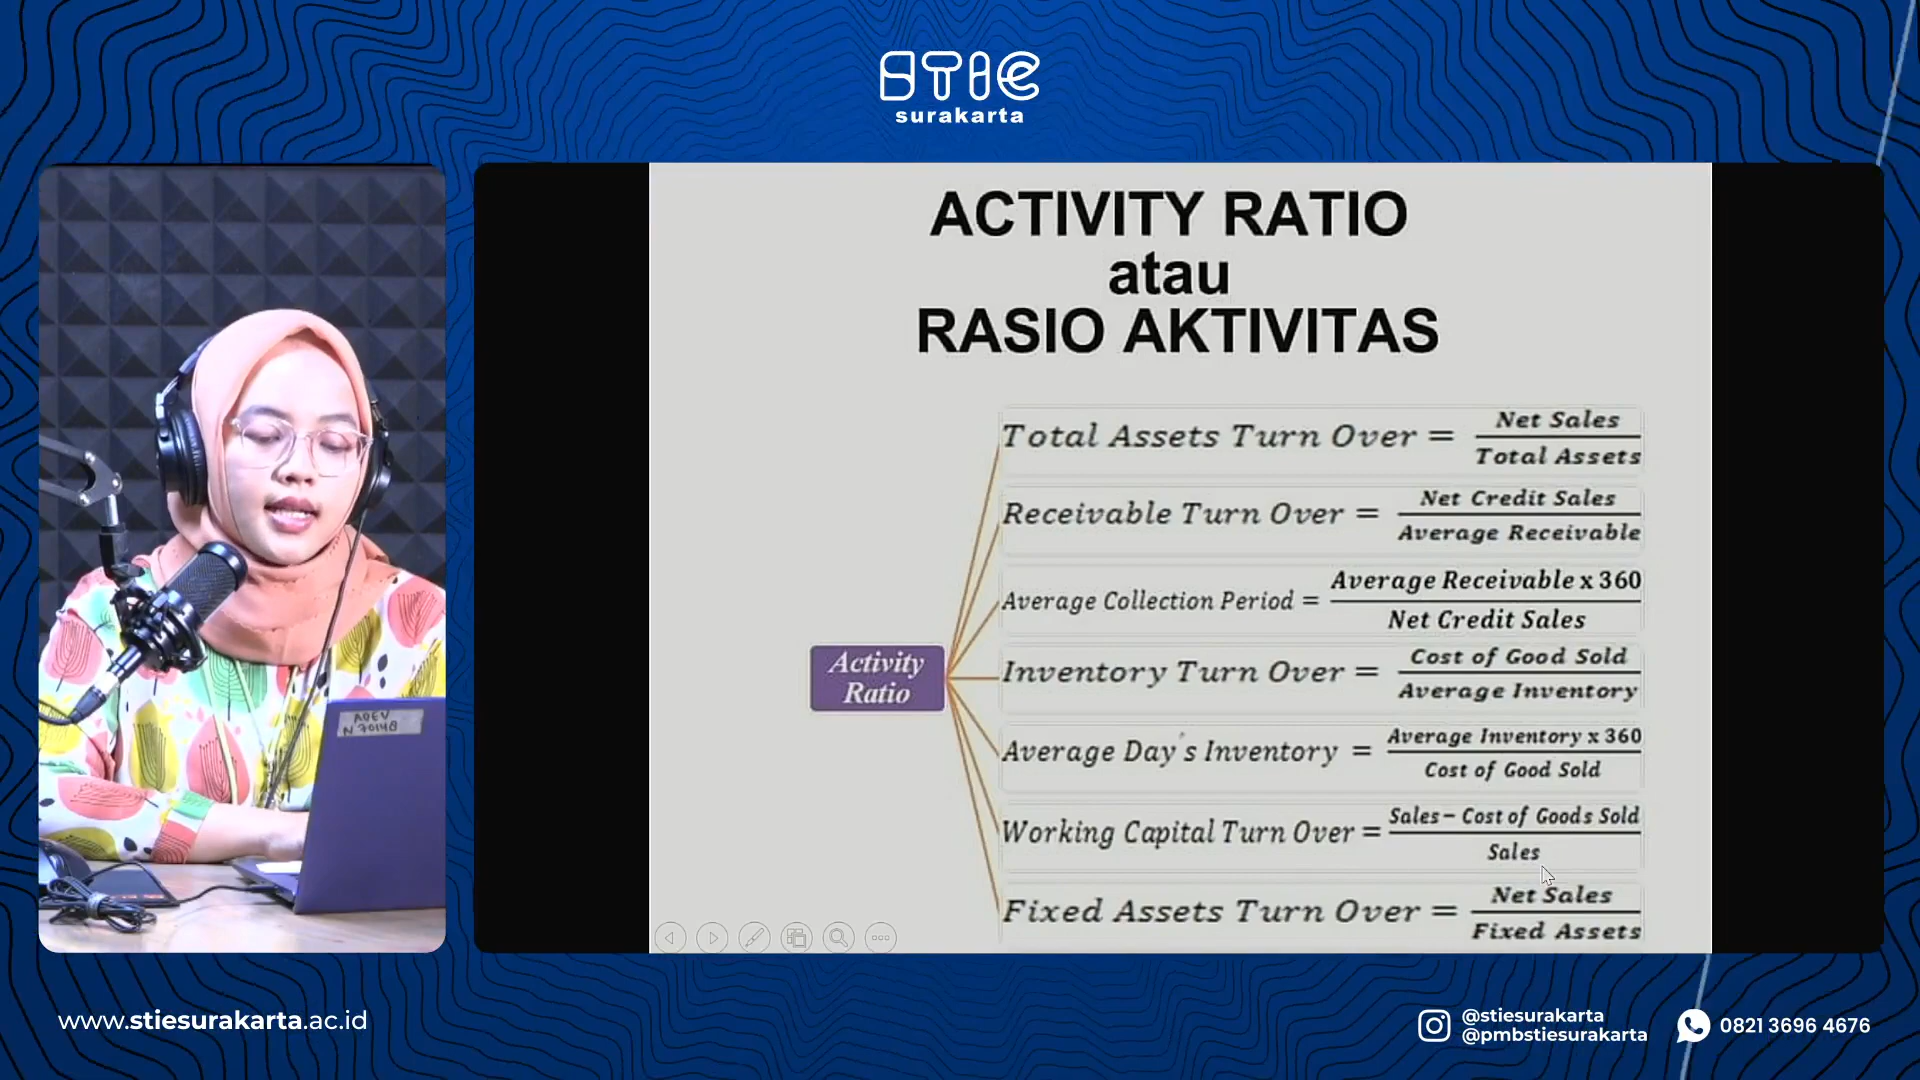 STIE
surakarta
ACTIVITY RATIO
atau
RASIO AKTIVITAS
Total Assets Turn Over = Net Sales / Total Assets
Receivable Turn Over = Net Credit Sales / Average Receivable
Average Collection Period = Average Receivable x 360 / Net Credit Sales
Activity
Ratio
Inventory Turn Over = Cost of Good Sold / Average Inventory
Average Day's Inventory = Average Inventory x 360 / Cost of Good Sold
Working Capital Turn Over = Sales – Cost of Goods Sold / Sales
Fixed Assets Turn Over = Net Sales / Fixed Assets
www.stiesurakarta.ac.id
@stiesurakarta
@pmbstiesurakarta
0821 3696 4676